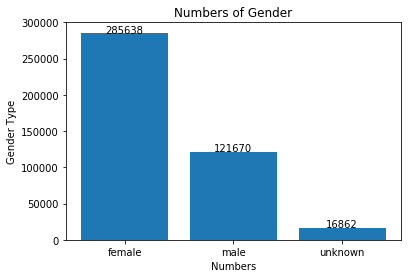 Numbers of Gender
300000
250000
200000
150000
100000
50000
0
Gender Type
285638
121670
16862
female
male
unknown
Numbers